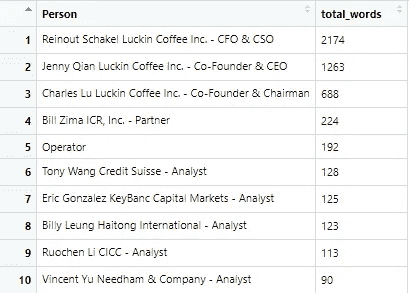 Person total_words
1 Reinout Schakel Luckin Coffee Inc. - CFO & CSO 2174
2 Jenny Qian Luckin Coffee Inc. - Co-Founder & CEO 1263
3 Charles Lu Luckin Coffee Inc. - Co-Founder & Chairman 688
4 Bill Zima ICR, Inc. - Partner 224
5 Operator 192
6 Tony Wang Credit Suisse - Analyst 128
7 Eric Gonzalez KeyBanc Capital Markets - Analyst 125
8 Billy Leung Haitong International - Analyst 123
9 Ruochen Li CICC - Analyst 113
10 Vincent Yu Needham & Company - Analyst 90